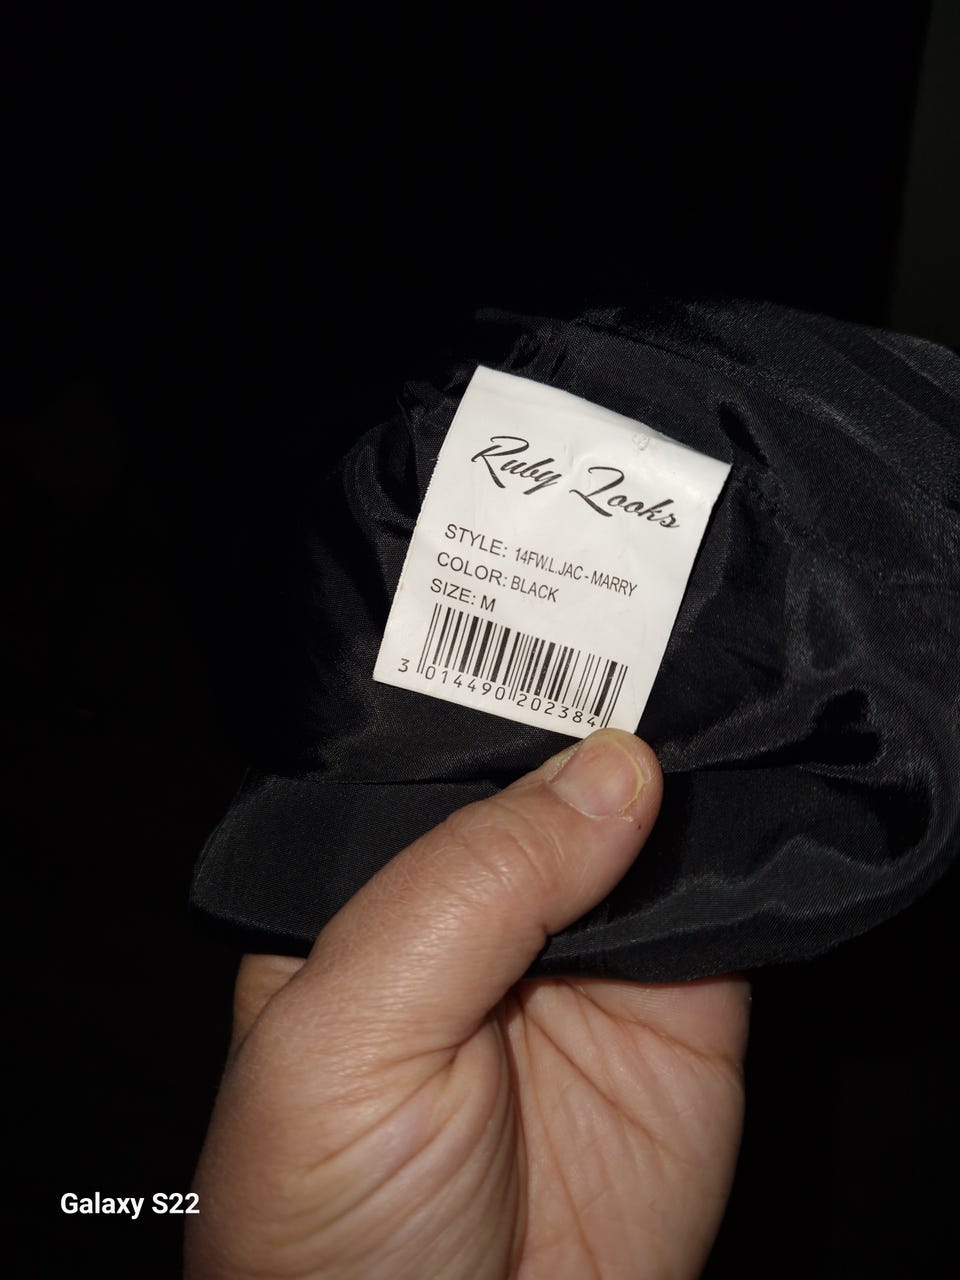 Ruby Looks
STYLE: 14FW.L.JAC - MARRY
COLOR: BLACK
SIZE: M
3 014490 202384
Galaxy S22